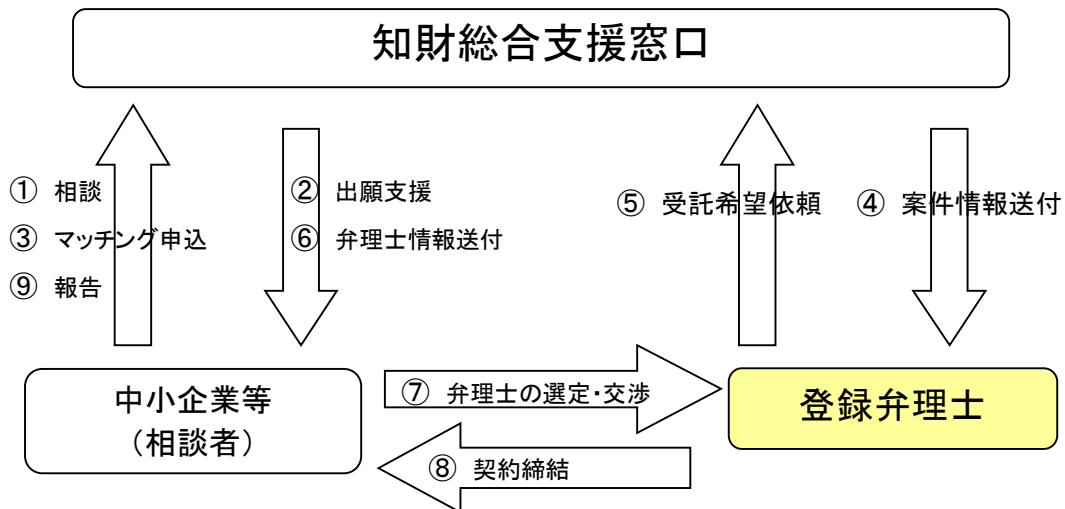 知財総合支援窓口
① 相談
③ マッチング申込
⑨ 報告
② 出願支援
⑥ 弁理士情報送付
⑤ 受託希望依頼
④ 案件情報送付
中小企業等
（相談者）
⑦ 弁理士の選定・交渉
⑧ 契約締結
登録弁理士